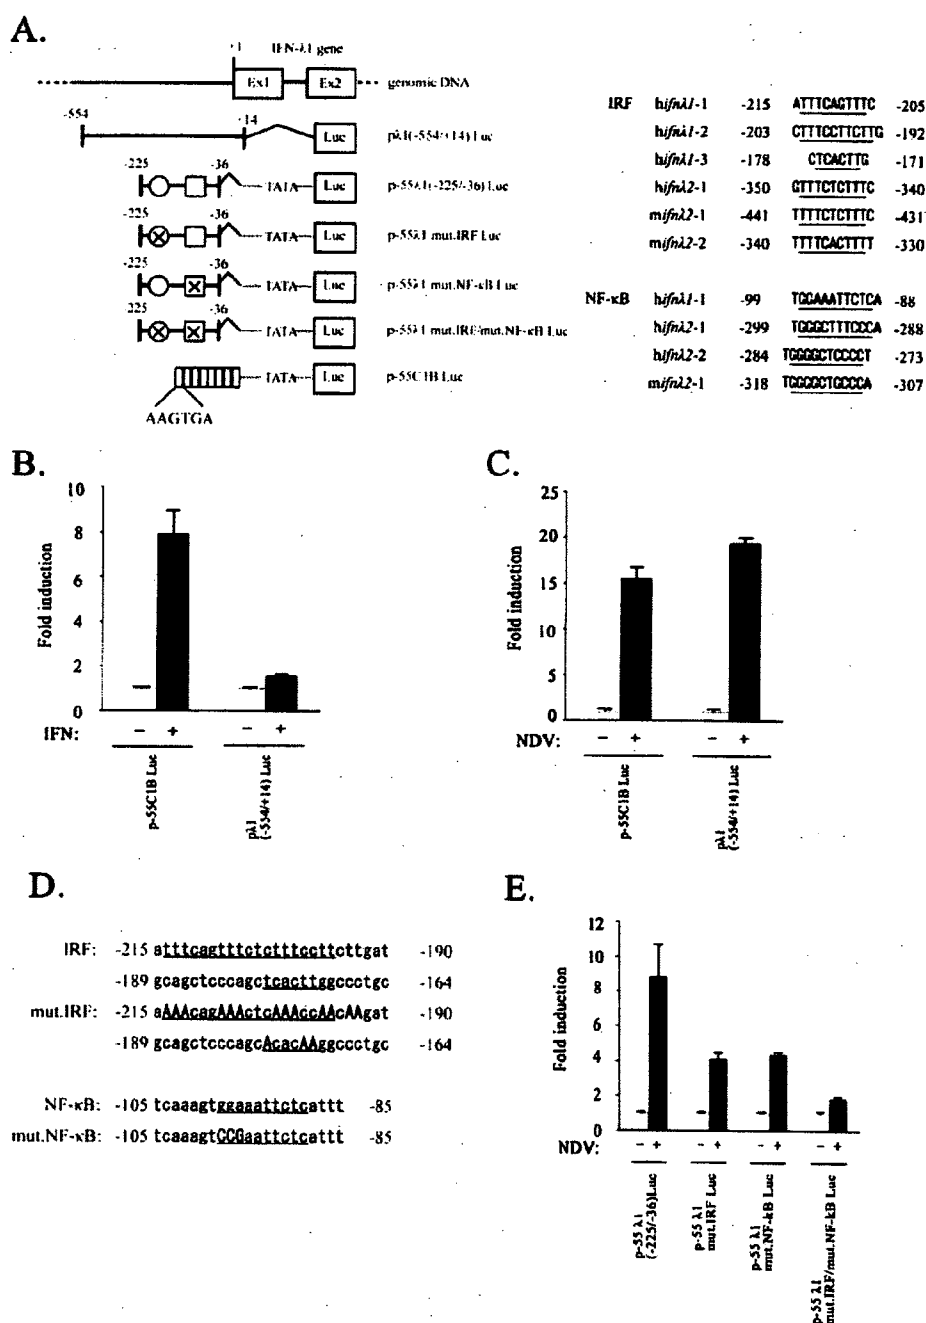 A.
+1 IFN-λ1 gene
Ex1 Ex2 genomic DNA
-554 +14
Luc pλ1(-554/+14) Luc
-225 -36
TATA Luc p-55λ1(-225/-36) Luc
-225 -36
TATA Luc p-55λ1 mut.IRF Luc
-225 -36
TATA Luc p-55λ1 mut.NF-κB Luc
-225 -36
TATA Luc p-55λ1 mut.IRF/mut.NF-κB Luc
TATA Luc p-55C1B Luc
AAGTGA
IRF hifnλ1-1 -215 ATTTCAGTTTC -205
hifnλ1-2 -203 CTTTCCTTCTTG -192
hifnλ1-3 -178 CTCACTTG -171
hifnλ2-1 -350 GTTTCTCTTTC -340
mifnλ2-1 -441 TTTTCTCTTTC -431
mifnλ2-2 -340 TTTTCACTTTT -330
NF-κB hifnλ1-1 -99 TGGAAATTCTCA -88
hifnλ2-1 -299 TGGGCTTTCCCA -288
hifnλ2-2 -284 TGGGGCTCCCCT -273
mifnλ2-1 -318 TGGGGCTGCCCA -307
B.
Fold induction
10
8
6
4
2
0
IFN: – + – +
p-55C1B Luc
pλ1
(-554/+14) Luc
C.
Fold induction
25
20
15
10
5
0
NDV: – + – +
p-55C1B Luc
pλ1
(-554/+14) Luc
D.
IRF: -215 atttcagtttctctttccttcttgat -190
-189 gcagctcccagctcacttggccctgc -164
mut.IRF: -215 aAAAcagAAActcAAAccAAcAAgat -190
-189 gcagctcccagcAcacAAggccctgc -164
NF-κB: -105 tcaaagtggaaattctcattt -85
mut.NF-κB: -105 tcaaagtCCGaattctcattt -85
E.
Fold induction
12
10
8
6
4
2
0
NDV: – + – + – + – +
p-55 λ1
(-225/-36)Luc
p-55 λ1
mut.IRF Luc
p-55 λ1
mut.NF-kB Luc
p-55 λ1
mut.IRF/mut.NF-kB Luc